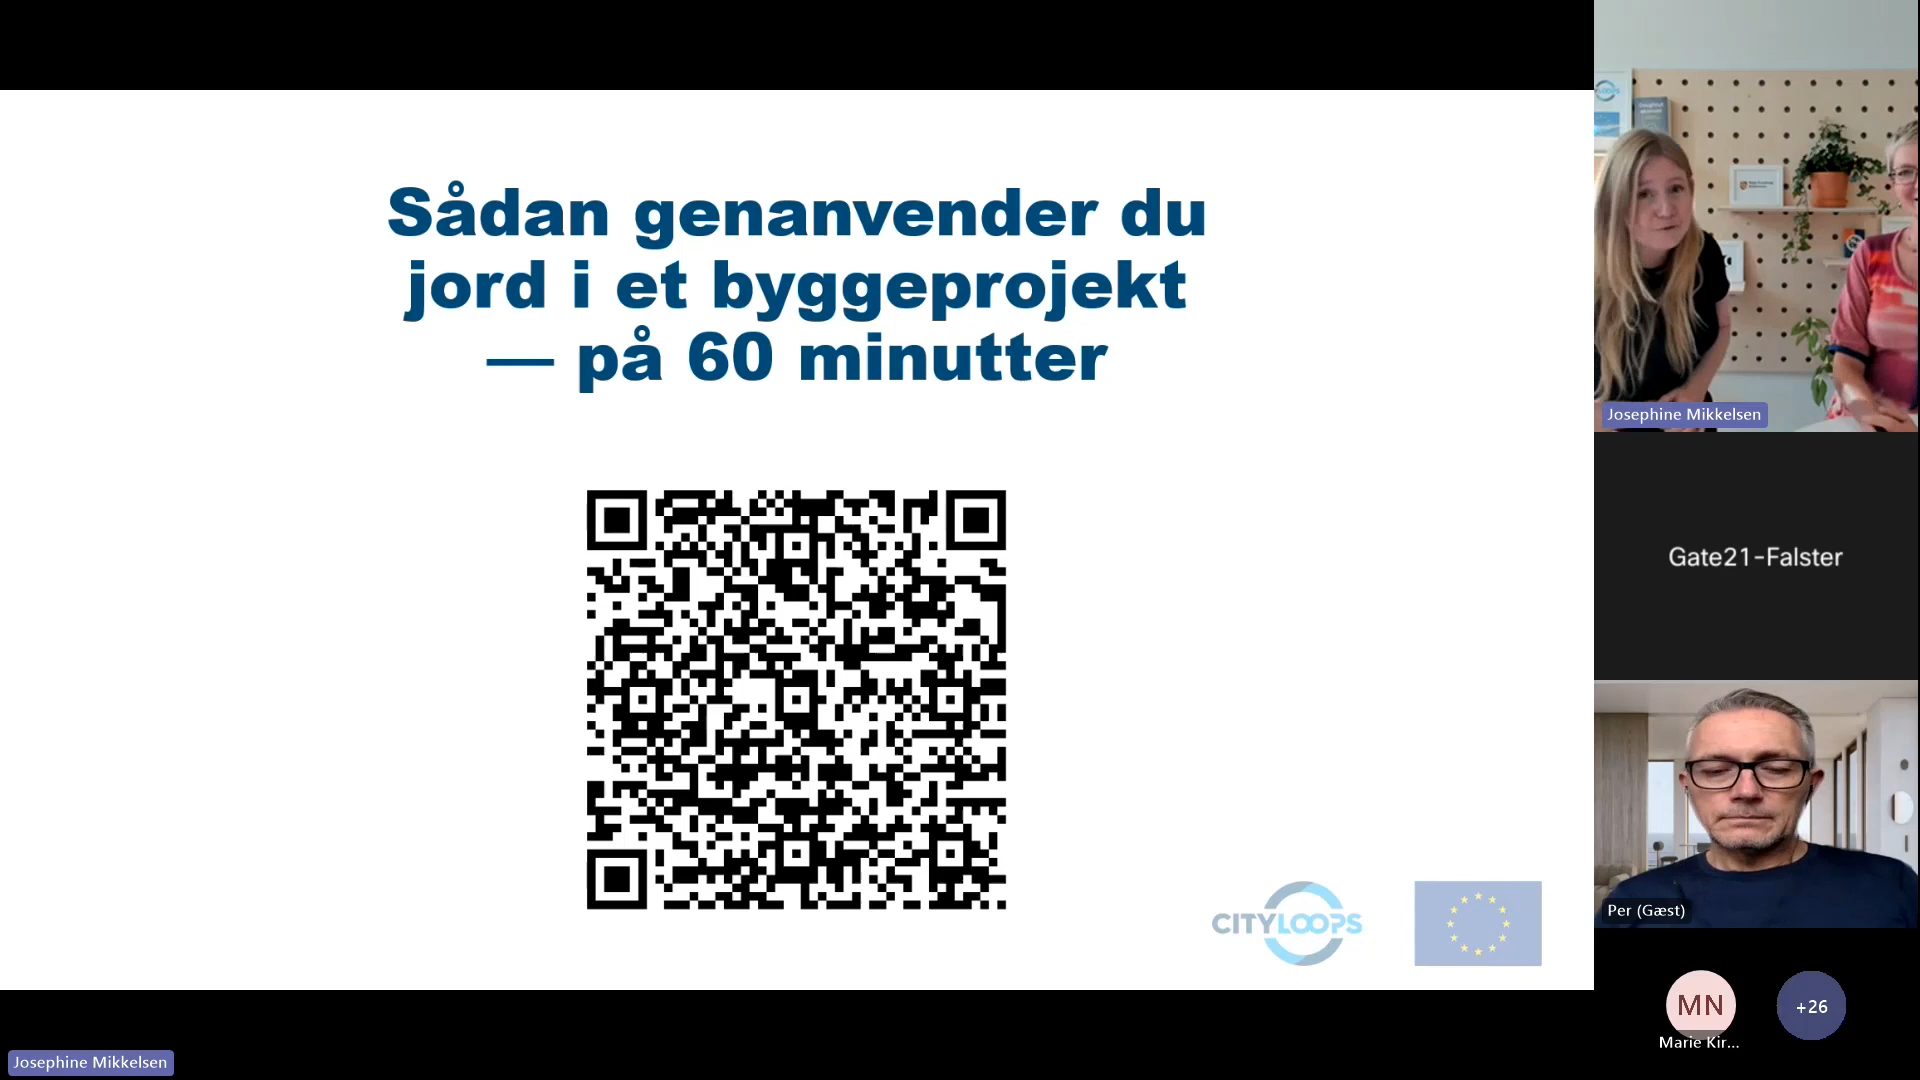 Sådan genanvender du
jord i et byggeprojekt
— på 60 minutter
CITYLOOPS
Josephine Mikkelsen
Gate21-Falster
Per (Gæst)
MN
+26
Marie Kir...
Josephine Mikkelsen